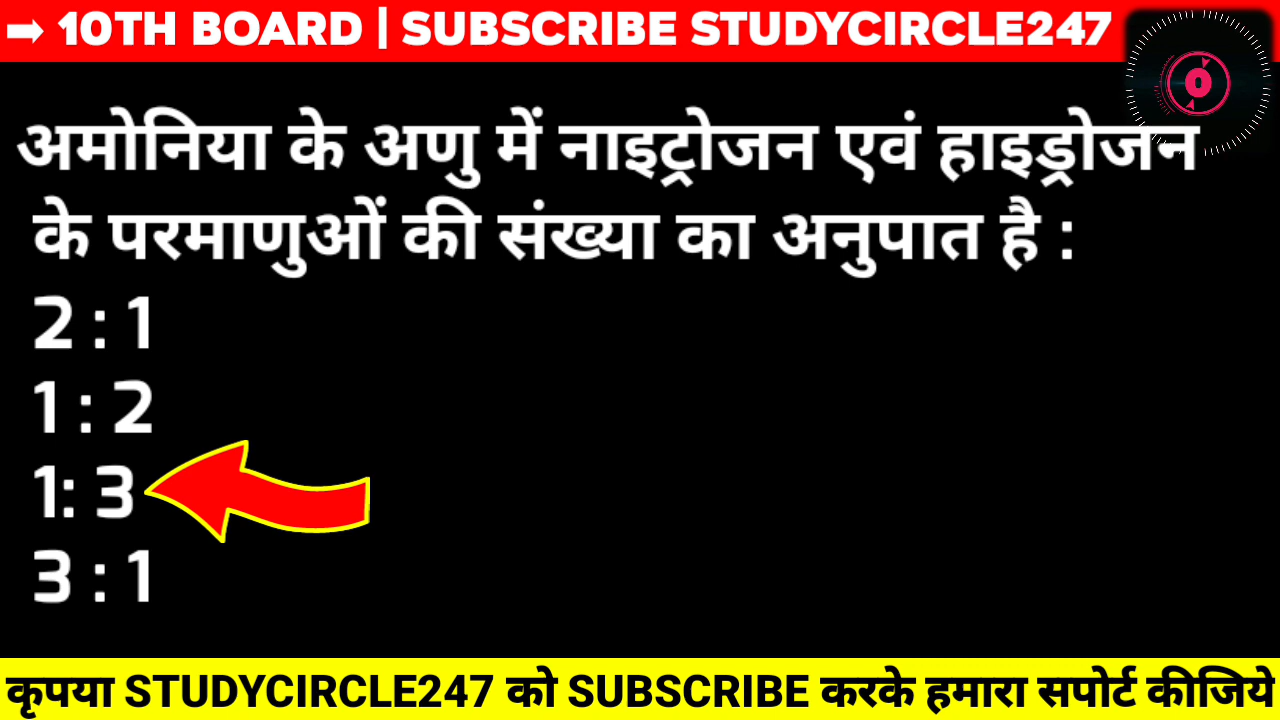 ➡ 10TH BOARD | SUBSCRIBE STUDYCIRCLE247
अमोनिया के अणु में नाइट्रोजन एवं हाइड्रोजन
के परमाणुओं की संख्या का अनुपात है :
2 : 1
1 : 2
1: 3
3 : 1
कृपया STUDYCIRCLE247 को SUBSCRIBE करके हमारा सपोर्ट कीजिये